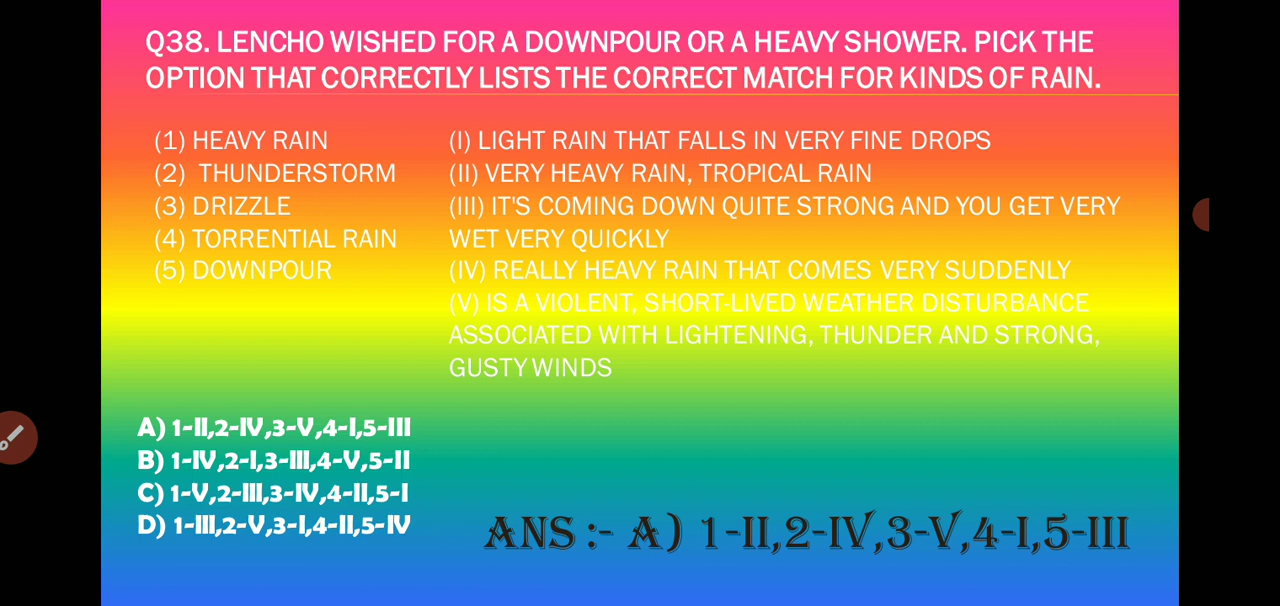 Q38. LENCHO WISHED FOR A DOWNPOUR OR A HEAVY SHOWER. PICK THE
OPTION THAT CORRECTLY LISTS THE CORRECT MATCH FOR KINDS OF RAIN.
(1) HEAVY RAIN
(2) THUNDERSTORM
(3) DRIZZLE
(4) TORRENTIAL RAIN
(5) DOWNPOUR
(I) LIGHT RAIN THAT FALLS IN VERY FINE DROPS
(II) VERY HEAVY RAIN, TROPICAL RAIN
(III) IT'S COMING DOWN QUITE STRONG AND YOU GET VERY
WET VERY QUICKLY
(IV) REALLY HEAVY RAIN THAT COMES VERY SUDDENLY
(V) IS A VIOLENT, SHORT-LIVED WEATHER DISTURBANCE
ASSOCIATED WITH LIGHTENING, THUNDER AND STRONG,
GUSTY WINDS
A) 1-II,2-IV,3-V,4-I,5-III
B) 1-IV,2-I,3-III,4-V,5-II
C) 1-V,2-III,3-IV,4-II,5-I
D) 1-III,2-V,3-I,4-II,5-IV
ANS :- A) 1-II,2-IV,3-V,4-I,5-III